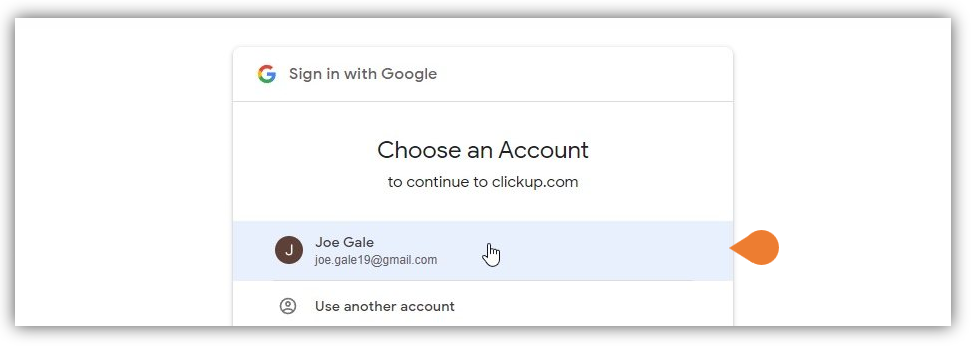 Sign in with Google
Choose an Account
to continue to clickup.com
J
Joe Gale
joe.gale19@gmail.com
Use another account